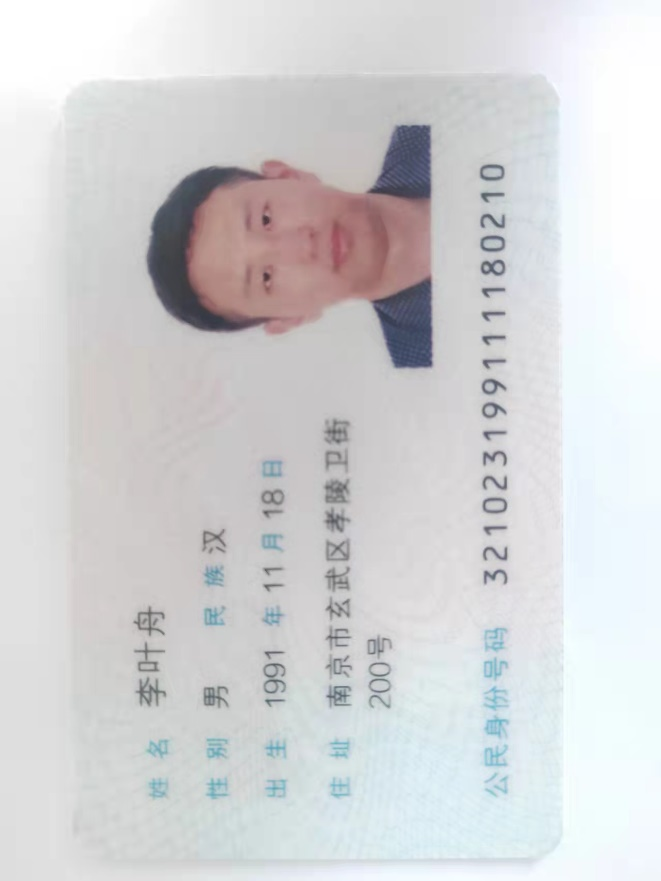 姓名 李叶舟
性别 男 民族 汉
出生 1991 年 11 月 18 日
住址 南京市玄武区孝陵卫街
200号
公民身份号码 321023199111180210